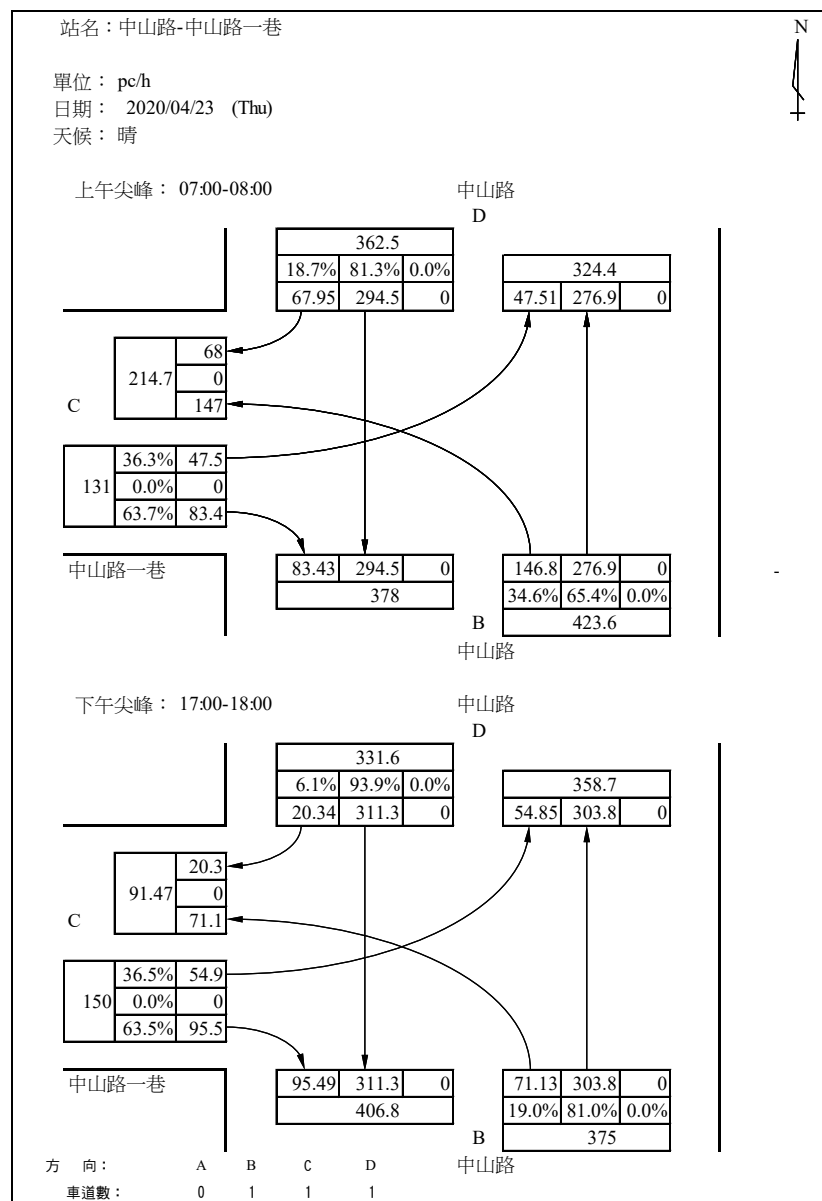 站名：中山路-中山路一巷
N
單位： pc/h
日期： 2020/04/23 (Thu)
天候： 晴
上午尖峰： 07:00-08:00
中山路
D
362.5
18.7% 81.3% 0.0%
67.95 294.5 0
324.4
47.51 276.9 0
C
214.7
68
0
147
131
36.3% 47.5
0.0% 0
63.7% 83.4
中山路一巷
83.43 294.5 0
378
146.8 276.9 0
34.6% 65.4% 0.0%
423.6
-
B
中山路
下午尖峰： 17:00-18:00
中山路
D
331.6
6.1% 93.9% 0.0%
20.34 311.3 0
358.7
54.85 303.8 0
C
91.47
20.3
0
71.1
150
36.5% 54.9
0.0% 0
63.5% 95.5
中山路一巷
95.49 311.3 0
406.8
71.13 303.8 0
19.0% 81.0% 0.0%
375
B
中山路
方 向： A B C D
車道數： 0 1 1 1